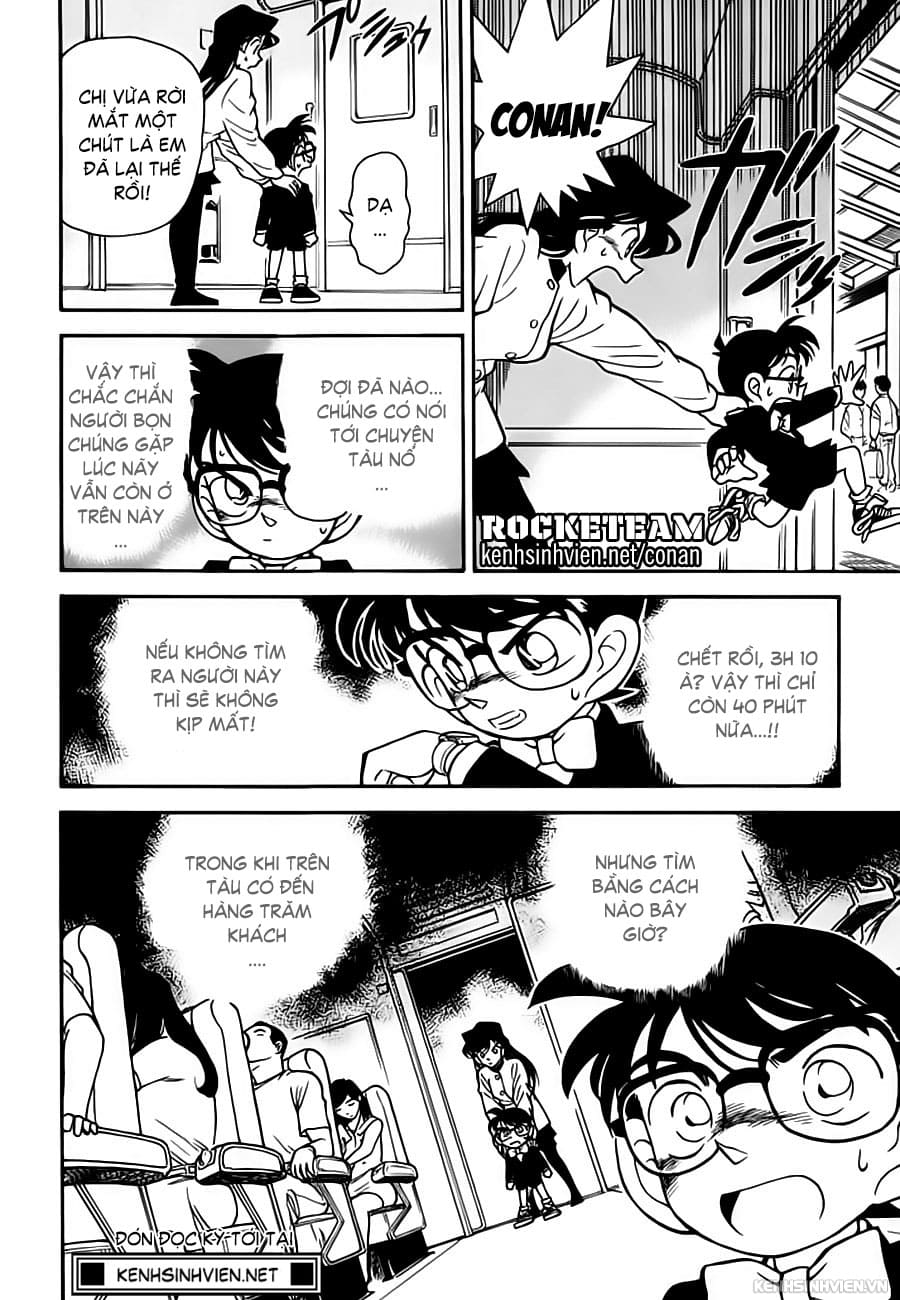 CONAN!
ガバッ
ROCKETEAM
kenhsinhvien.net/conan
CHỊ VỪA RỜI
MẮT MỘT
CHÚT LÀ EM
ĐÃ LẠI THẾ
RỒI!
DẠ
...
ĐỢI ĐÃ NÀO...
CHÚNG CÓ NÓI
TỚI CHUYỆN
TÀU NỔ
...
VẬY THÌ
CHẮC CHẮN
NGƯỜI BỌN
CHÚNG GẶP
LÚC NÃY
VẪN CÒN Ở
TRÊN NÀY
...
CHẾT RỒI, 3H 10
À? VẬY THÌ CHỈ
CÒN 40 PHÚT
NỮA...!!
NẾU KHÔNG TÌM
RA NGƯỜI NÀY
THÌ SẼ KHÔNG
KỊP MẤT!
NHƯNG TÌM
BẰNG CÁCH
NÀO BÂY
GIỜ?
TRONG KHI TRÊN
TÀU CÓ ĐẾN
HÀNG TRĂM
KHÁCH
....
ĐÓN ĐỌC KỲ TỚI TẠI
KENHSINHVIEN.NET
KENHSINHVIEN.VN